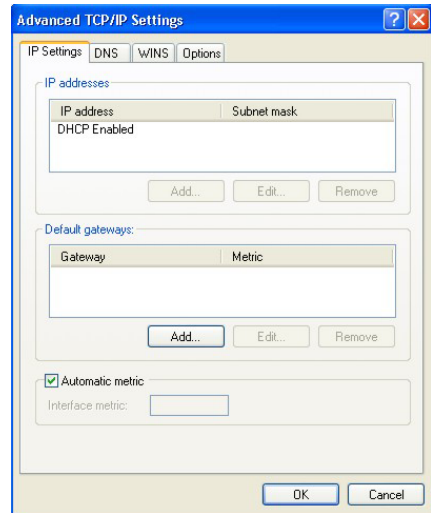 Advanced TCP/IP Settings
IP Settings DNS WINS Options
IP addresses
IP address Subnet mask
DHCP Enabled
Add... Edit... Remove
Default gateways:
Gateway Metric
Add... Edit... Remove
Automatic metric
Interface metric:
OK Cancel